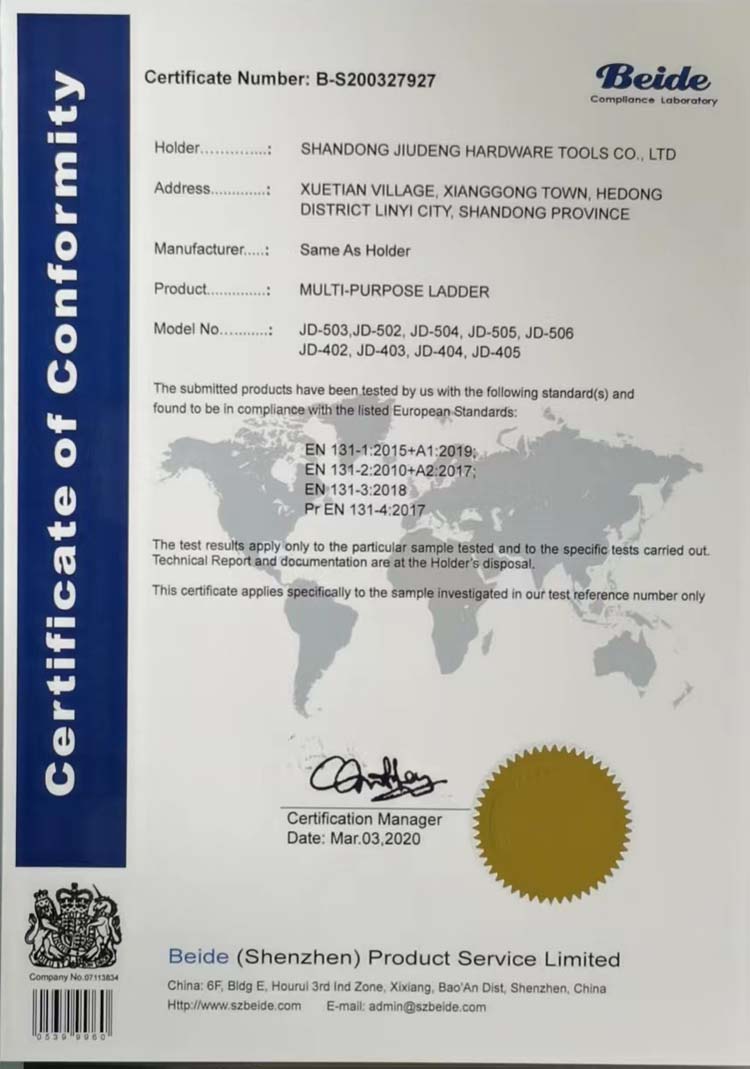 Certificate of Conformity
Certificate Number: B-S200327927
Beide
Compliance Laboratory
Holder.............: SHANDONG JIUDENG HARDWARE TOOLS CO., LTD
Address............: XUETIAN VILLAGE, XIANGGONG TOWN, HEDONG
DISTRICT LINYI CITY, SHANDONG PROVINCE
Manufacturer.....: Same As Holder
Product.............: MULTI-PURPOSE LADDER
Model No...........: JD-503,JD-502, JD-504, JD-505, JD-506
JD-402, JD-403, JD-404, JD-405
The submitted products have been tested by us with the following standard(s) and
found to be in compliance with the listed European Standards:
EN 131-1:2015+A1:2019;
EN 131-2:2010+A2:2017;
EN 131-3:2018
Pr EN 131-4:2017
The test results apply only to the particular sample tested and to the specific tests carried out.
Technical Report and documentation are at the Holder's disposal.
This certificate applies specifically to the sample investigated in our test reference number only
Certification Manager
Date: Mar.03,2020
Company No.07113834
0539 9960
Beide (Shenzhen) Product Service Limited
China: 6F, Bldg E, Hourui 3rd Ind Zone, Xixiang, Bao'An Dist, Shenzhen, China
Http://www.szbeide.com E-mail: admin@szbeide.com